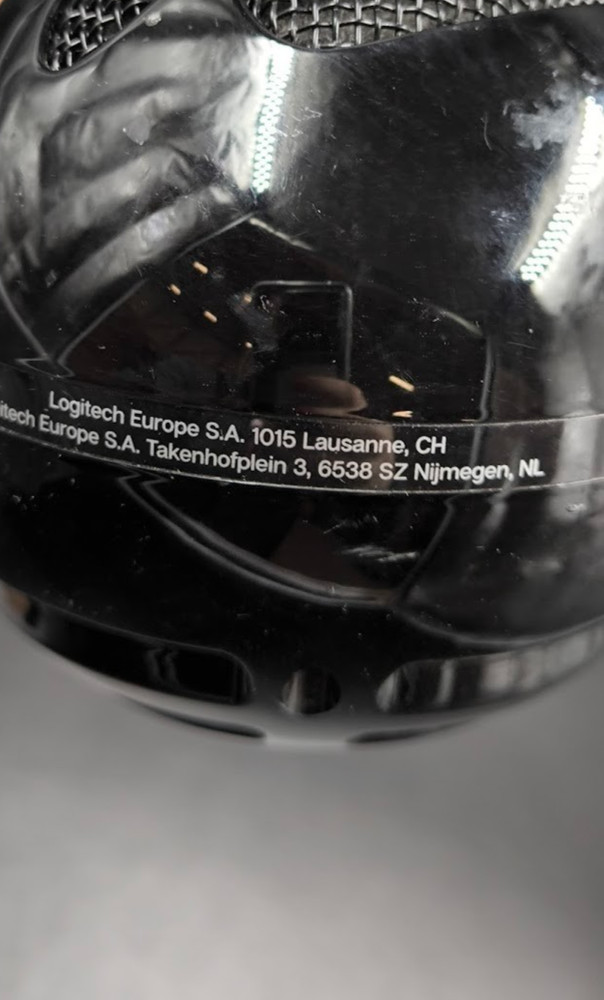 Logitech Europe S.A. 1015 Lausanne, CH
itech Europe S.A. Takenhofplein 3, 6538 SZ Nijmegen, NL